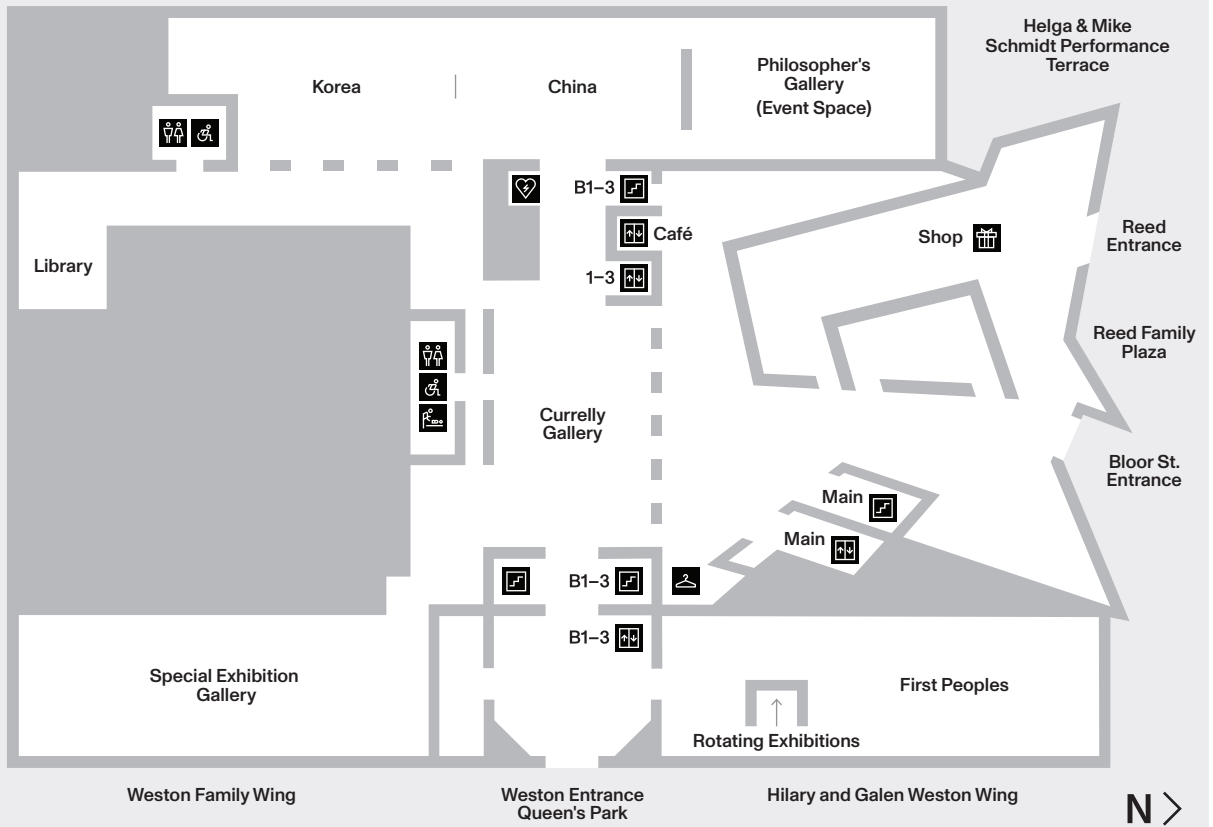 Helga & Mike
Schmidt Performance
Terrace
Korea
China
Philosopher's
Gallery
(Event Space)
B1–3
Café
1–3
Shop
Reed
Entrance
Library
Reed Family
Plaza
Currelly
Gallery
Bloor St.
Entrance
Main
Main
B1–3
B1–3
Special Exhibition
Gallery
First Peoples
Rotating Exhibitions
Weston Family Wing
Weston Entrance
Queen's Park
Hilary and Galen Weston Wing
N